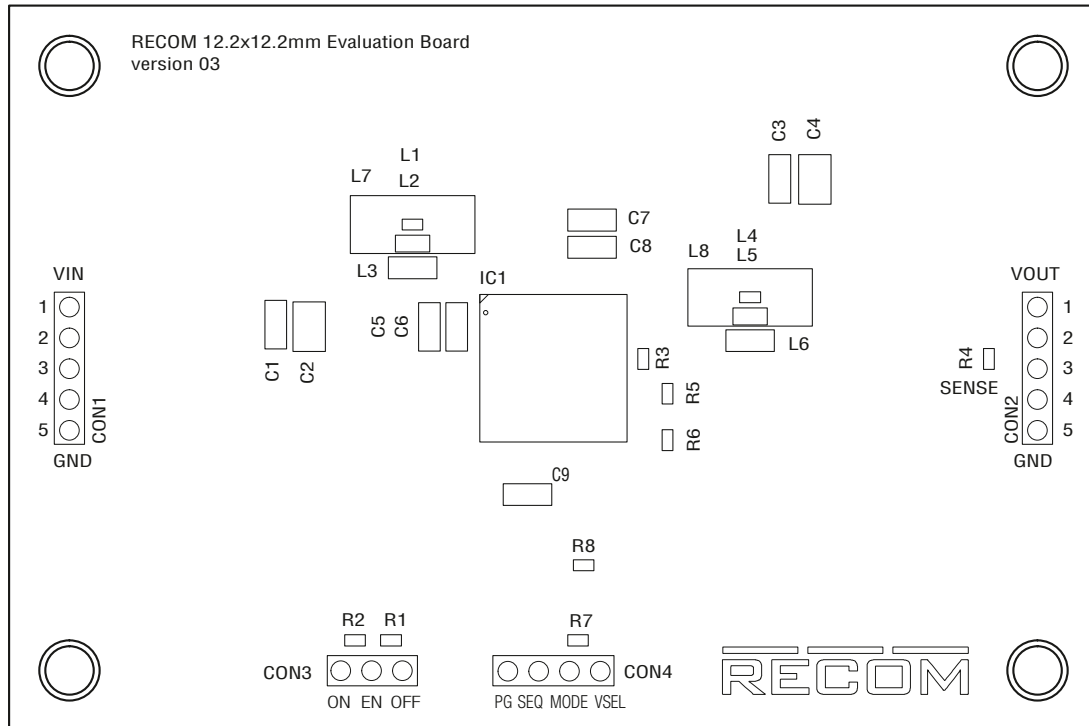 RECOM 12.2x12.2mm Evaluation Board
version 03
C3
C4
L1
L7
L2
C7
C8
L4
L8
L5
L3
IC1
VIN
VOUT
1
2
3
4
5
CON1
GND
C1
C2
C5
C6
L6
R3
R5
R6
R4
SENSE
CON2
1
2
3
4
5
GND
C9
R8
R2
R1
R7
CON3
CON4
ON EN OFF
PG SEQ MODE VSEL
RECOM